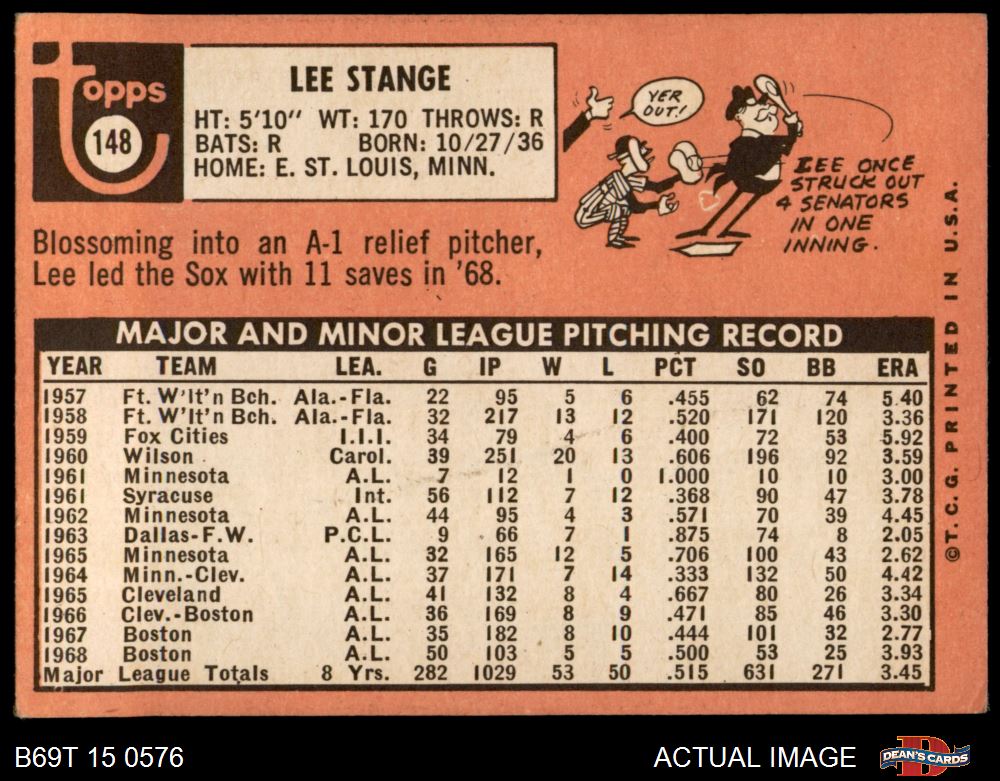 topps
148
LEE STANGE
HT: 5'10" WT: 170 THROWS: R
BATS: R BORN: 10/27/36
HOME: E. ST. LOUIS, MINN.
YER
OUT!
LEE ONCE
STRUCK OUT
4 SENATORS
IN ONE
INNING.
Blossoming into an A-1 relief pitcher,
Lee led the Sox with 11 saves in '68.
MAJOR AND MINOR LEAGUE PITCHING RECORD
YEAR TEAM LEA. G IP W L PCT SO BB ERA
1957 Ft. W'lt'n Bch. Ala.-Fla. 22 95 5 6 .455 62 74 5.40
1958 Ft. W'lt'n Bch. Ala.-Fla. 32 217 13 12 .520 171 120 3.36
1959 Fox Cities I.I.I. 34 79 4 6 .400 72 53 5.92
1960 Wilson Carol. 39 251 20 13 .606 196 92 3.59
1961 Minnesota A.L. 7 12 1 0 1.000 10 10 3.00
1961 Syracuse Int. 56 112 7 12 .368 90 47 3.78
1962 Minnesota A.L. 44 95 4 3 .571 70 39 4.45
1963 Dallas-F.W. P.C.L. 9 66 7 1 .875 74 8 2.05
1965 Minnesota A.L. 32 165 12 5 .706 100 43 2.62
1964 Minn.-Clev. A.L. 37 171 7 14 .333 132 50 4.42
1965 Cleveland A.L. 41 132 8 4 .667 80 26 3.34
1966 Clev.-Boston A.L. 36 169 8 9 .471 85 46 3.30
1967 Boston A.L. 35 182 8 10 .444 101 32 2.77
1968 Boston A.L. 50 103 5 5 .500 53 25 3.93
Major League Totals 8 Yrs. 282 1029 53 50 .515 631 271 3.45
©T.C.G. PRINTED IN U.S.A.
B69T 15 0576
ACTUAL IMAGE
DEAN'S CARDS